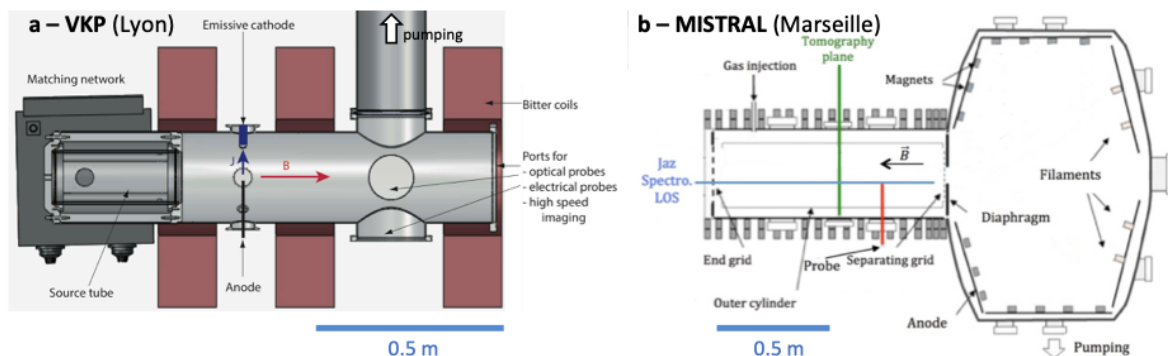 a – VKP (Lyon)
Emissive cathode
pumping
Matching network
Bitter coils
J
B
Ports for
- optical probes
- electrical probes
- high speed
imaging
Source tube
Anode
0.5 m
b – MISTRAL (Marseille)
Tomography
plane
Gas injection
Magnets
B
Jaz
Spectro.
LOS
Filaments
Diaphragm
End grid
Probe
Separating grid
Outer cylinder
Anode
Pumping
0.5 m